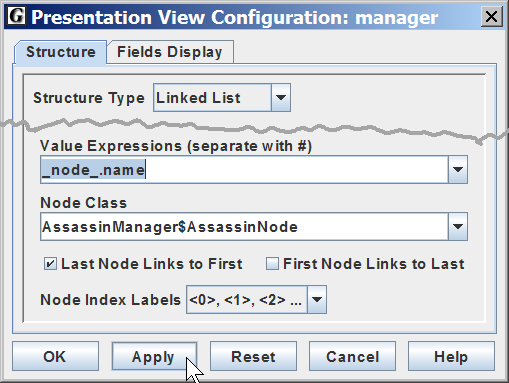 G Presentation View Configuration: manager
Structure Fields Display
Structure Type Linked List
Value Expressions (separate with #)
_node_.name
Node Class
AssassinManager$AssassinNode
Last Node Links to First First Node Links to Last
Node Index Labels <0>, <1>, <2> ...
OK Apply Reset Cancel Help